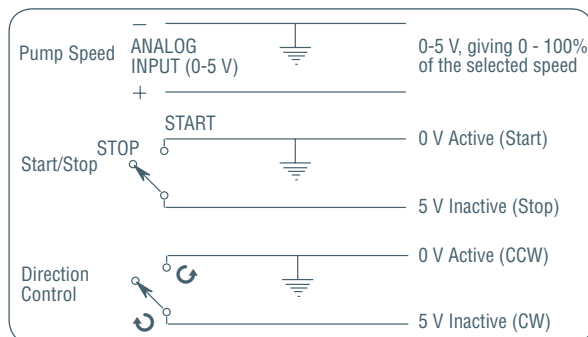 Pump Speed
−
ANALOG
INPUT (0-5 V)
+
0-5 V, giving 0 - 100%
of the selected speed
Start/Stop
STOP
START
0 V Active (Start)
5 V Inactive (Stop)
Direction
Control
0 V Active (CCW)
5 V Inactive (CW)